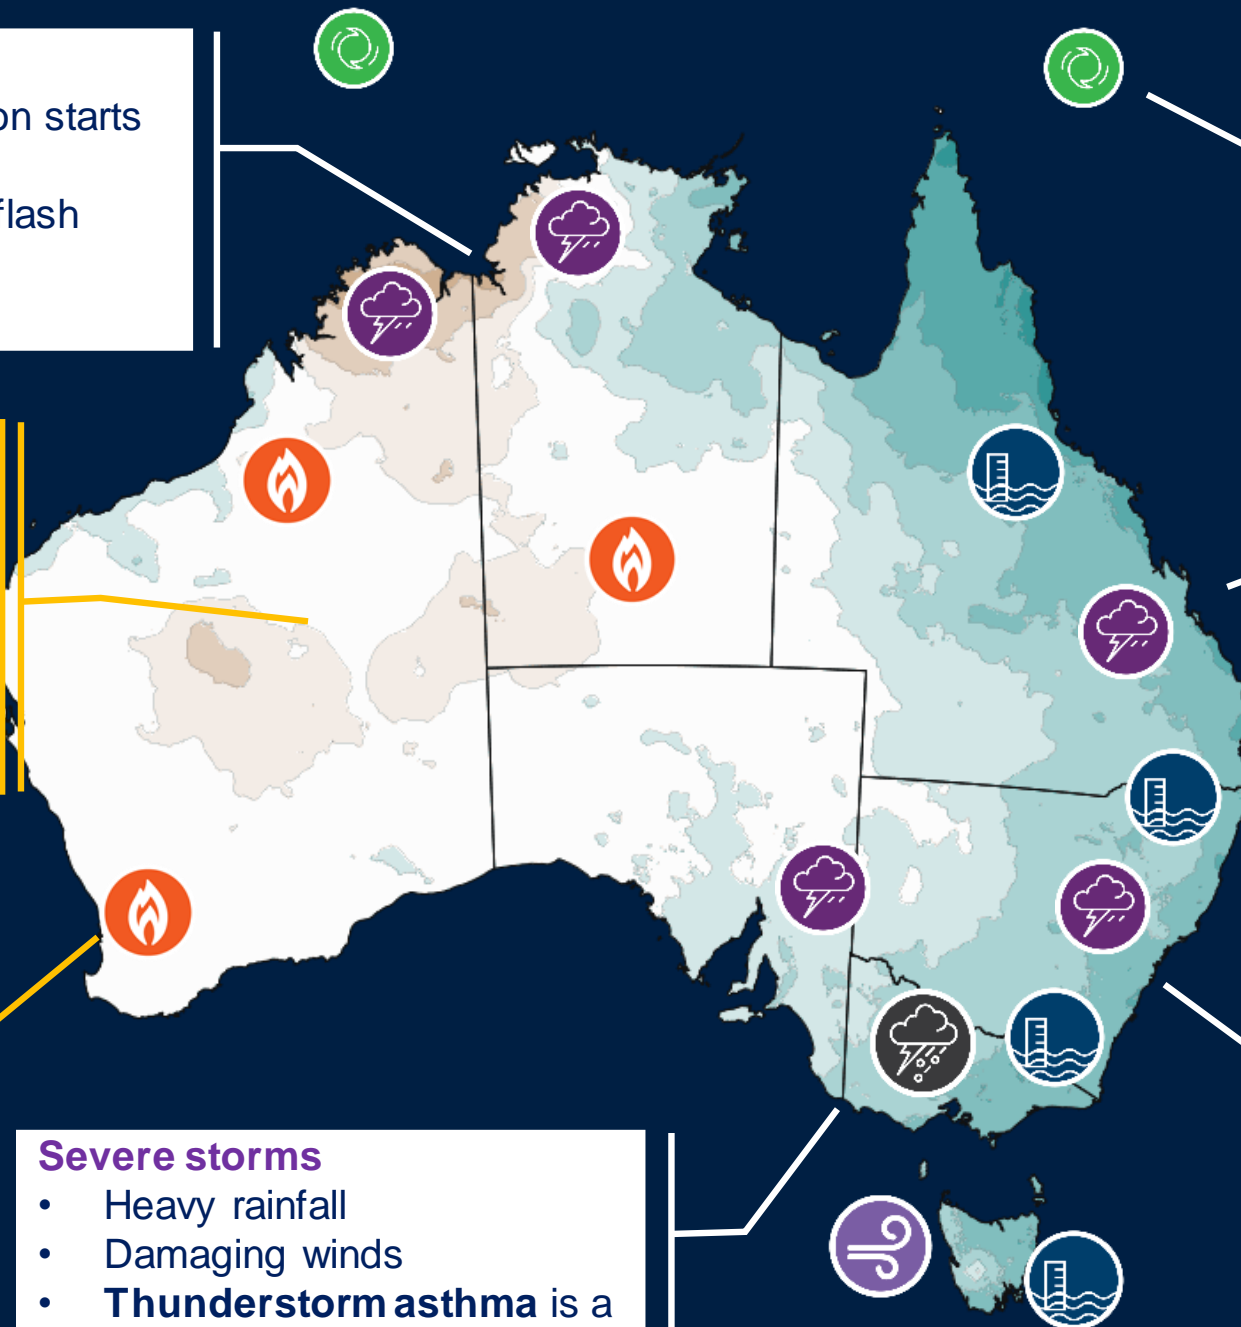 on starts
flash
Severe storms
• Heavy rainfall
• Damaging winds
• Thunderstorm asthma is a